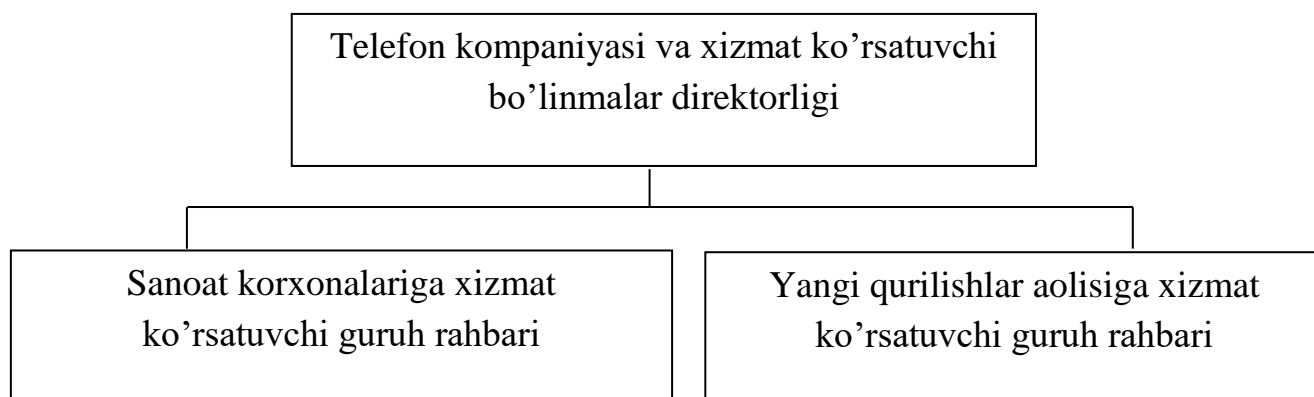 Telefon kompaniyasi va xizmat ko’rsatuvchi
bo’linmalar direktorligi
Sanoat korxonalariga xizmat
ko’rsatuvchi guruh rahbari
Yangi qurilishlar aolisiga xizmat
ko’rsatuvchi guruh rahbari